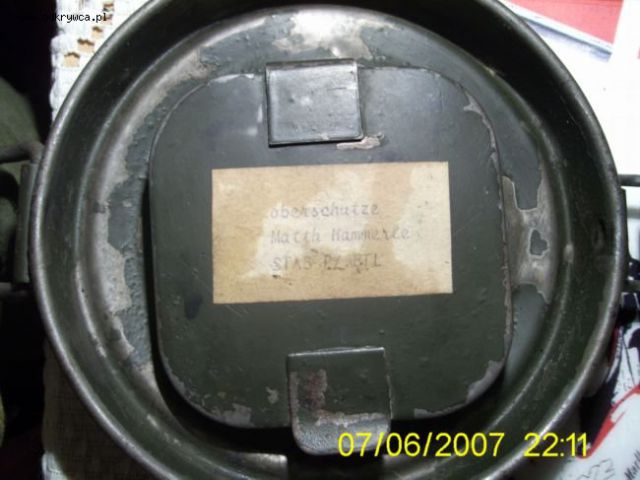 oberschutze
Matth Hammerle
STAB PZ BTL
07/06/2007 22:11